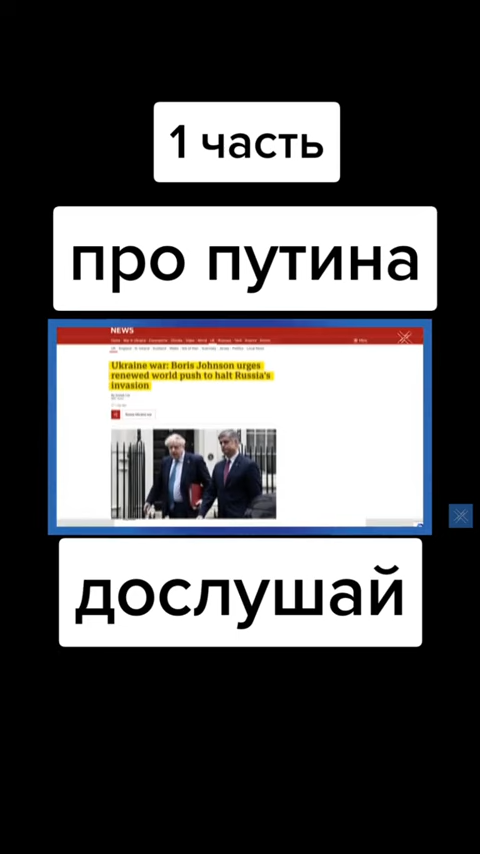 1 часть
про путина
NEWS
Ukraine war: Boris Johnson urges
renewed world push to halt Russia's
invasion
дослушай